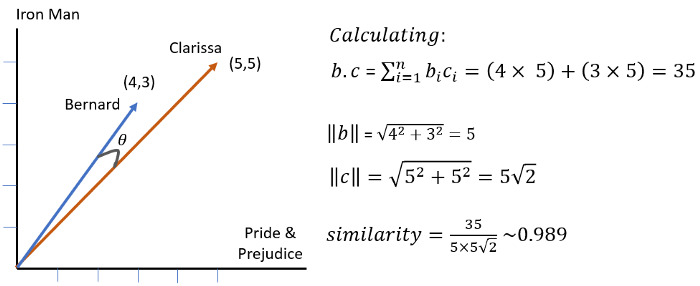 Iron Man
Clarissa
(5,5)
(4,3)
Bernard
θ
Pride &
Prejudice
Calculating:
b.c = ∑ⁿᵢ₌₁ bᵢcᵢ = (4 × 5) + (3 × 5) = 35
‖b‖ = √(4² + 3²) = 5
‖c‖ = √(5² + 5²) = 5√2
similarity = 35/(5×5√2) ~0.989